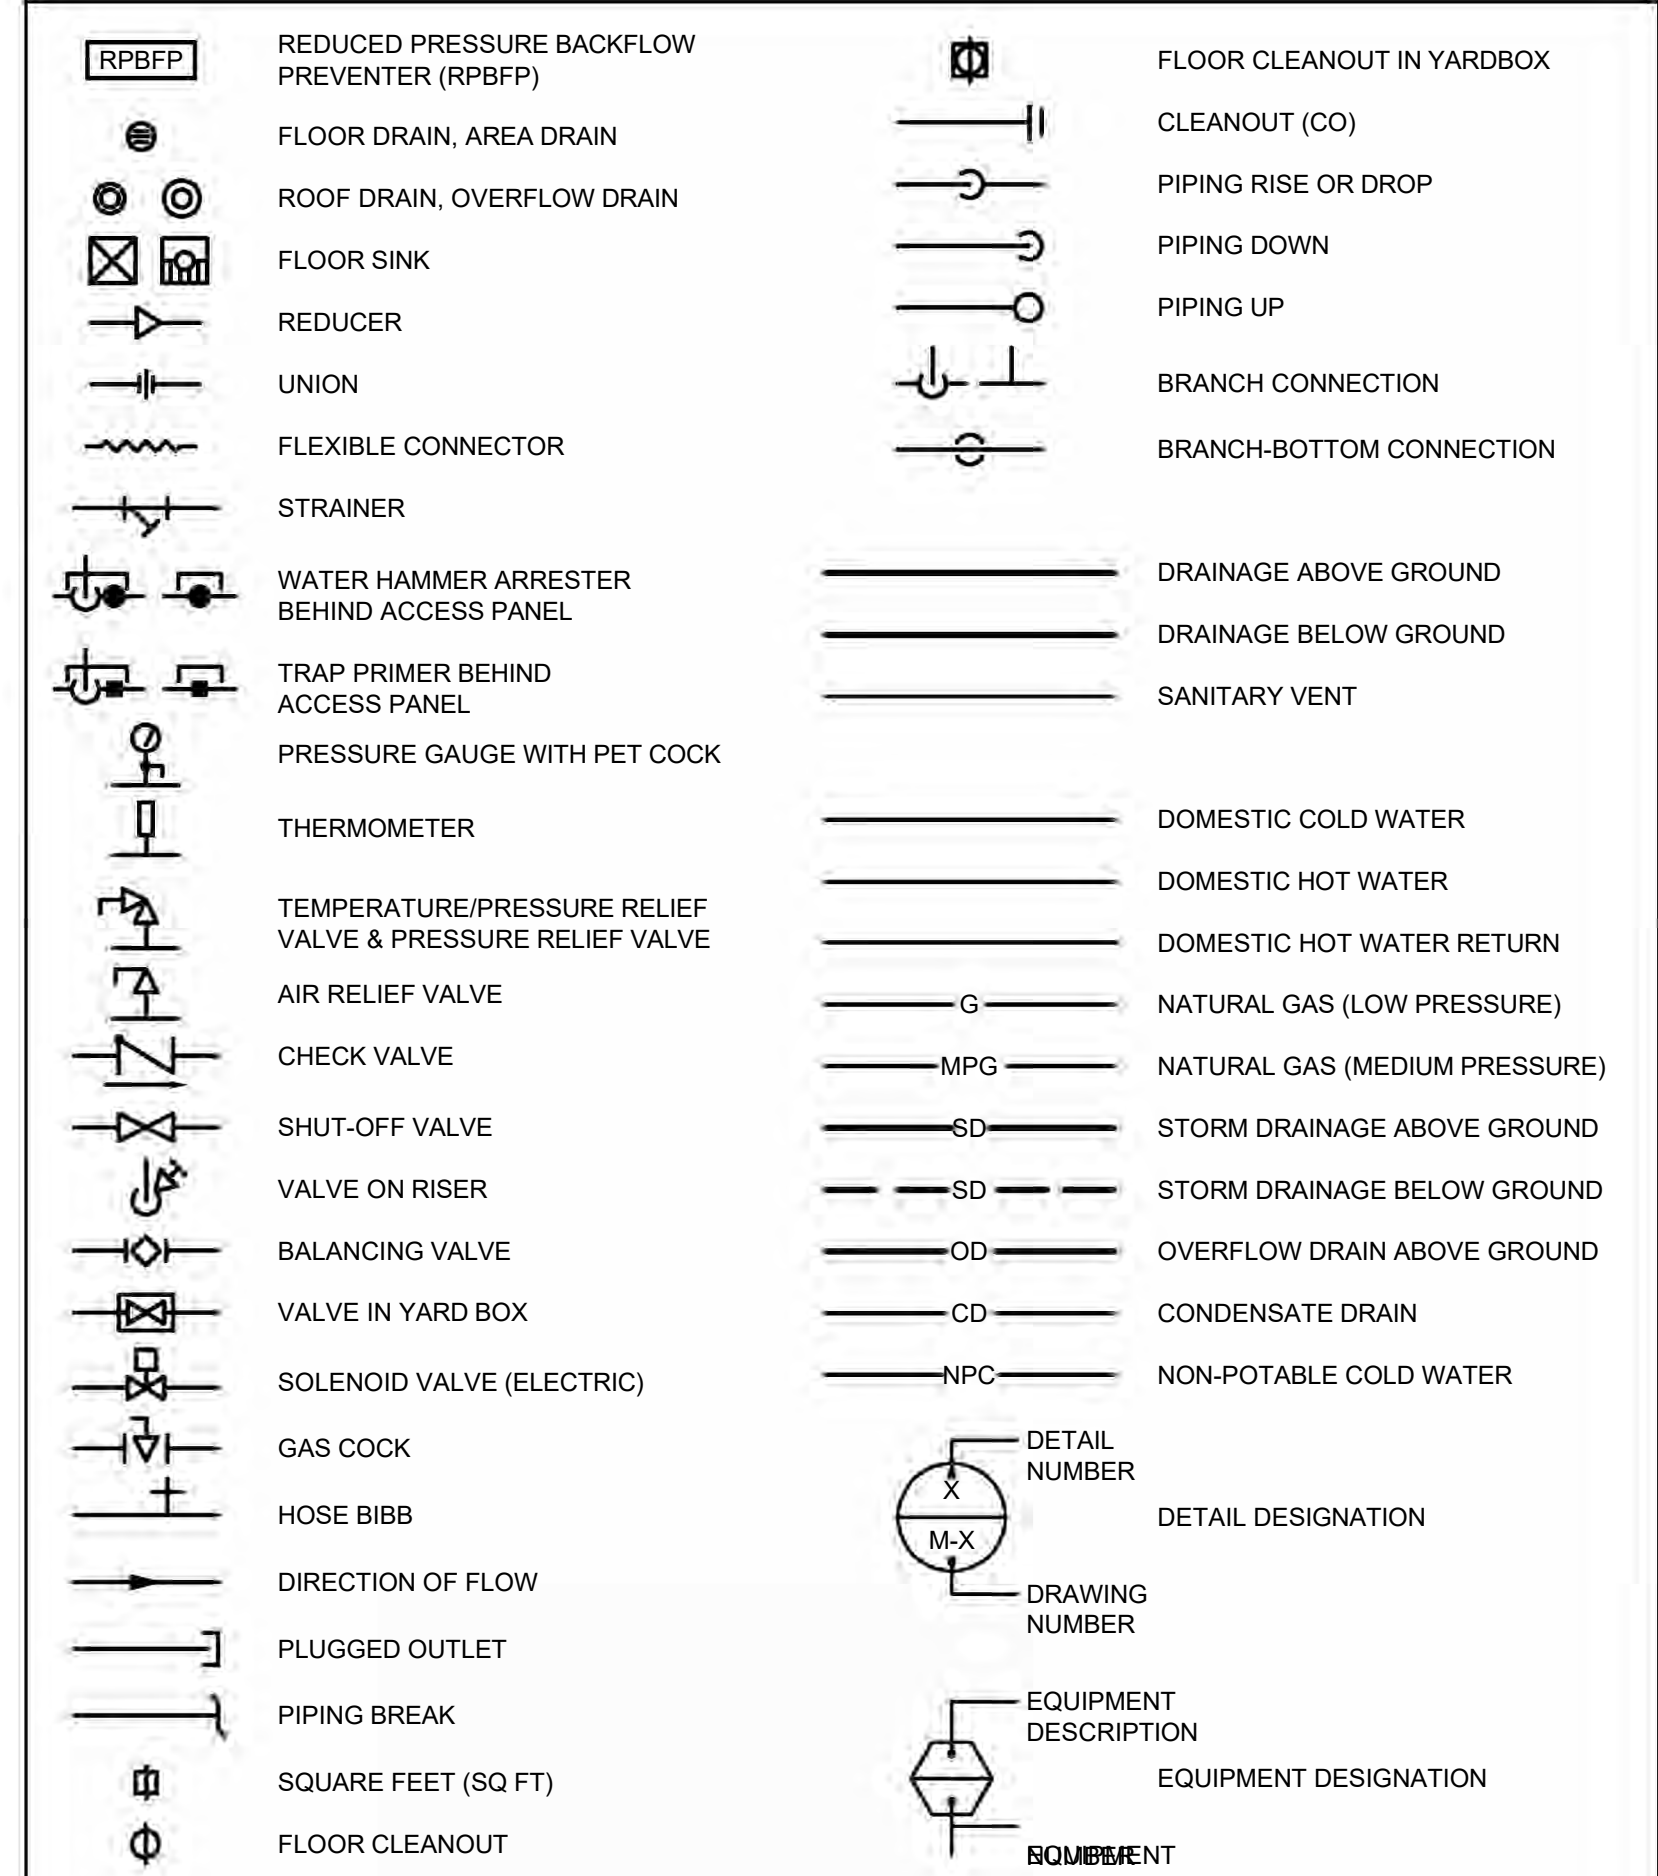 RPBFP
REDUCED PRESSURE BACKFLOW
PREVENTER (RPBFP)
FLOOR DRAIN, AREA DRAIN
ROOF DRAIN, OVERFLOW DRAIN
FLOOR SINK
REDUCER
UNION
FLEXIBLE CONNECTOR
STRAINER
WATER HAMMER ARRESTER
BEHIND ACCESS PANEL
TRAP PRIMER BEHIND
ACCESS PANEL
PRESSURE GAUGE WITH PET COCK
THERMOMETER
TEMPERATURE/PRESSURE RELIEF
VALVE & PRESSURE RELIEF VALVE
AIR RELIEF VALVE
CHECK VALVE
SHUT-OFF VALVE
VALVE ON RISER
BALANCING VALVE
VALVE IN YARD BOX
SOLENOID VALVE (ELECTRIC)
GAS COCK
HOSE BIBB
DIRECTION OF FLOW
PLUGGED OUTLET
PIPING BREAK
SQUARE FEET (SQ FT)
FLOOR CLEANOUT
FLOOR CLEANOUT IN YARDBOX
CLEANOUT (CO)
PIPING RISE OR DROP
PIPING DOWN
PIPING UP
BRANCH CONNECTION
BRANCH-BOTTOM CONNECTION
DRAINAGE ABOVE GROUND
DRAINAGE BELOW GROUND
SANITARY VENT
DOMESTIC COLD WATER
DOMESTIC HOT WATER
DOMESTIC HOT WATER RETURN
G NATURAL GAS (LOW PRESSURE)
MPG NATURAL GAS (MEDIUM PRESSURE)
SD STORM DRAINAGE ABOVE GROUND
SD STORM DRAINAGE BELOW GROUND
OD OVERFLOW DRAIN ABOVE GROUND
CD CONDENSATE DRAIN
NPC NON-POTABLE COLD WATER
DETAIL
NUMBER
X
M-X
DETAIL DESIGNATION
DRAWING
NUMBER
EQUIPMENT
DESCRIPTION
EQUIPMENT DESIGNATION
EQUIPMENT
NUMBER